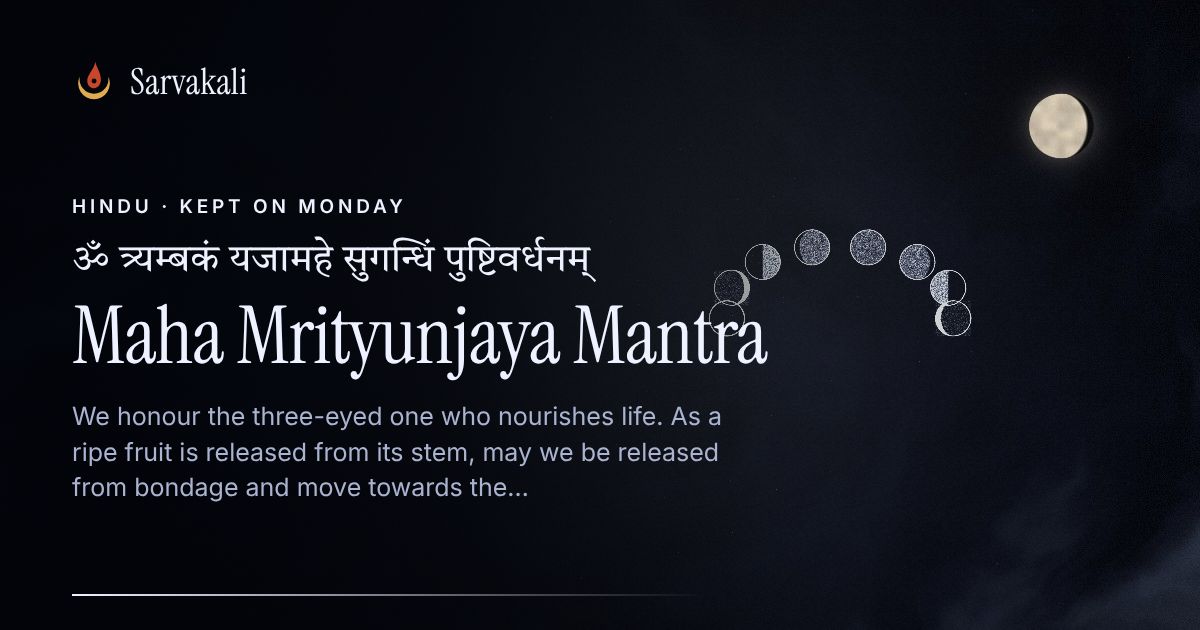 Sarvakali
HINDU · KEPT ON MONDAY
ॐ त्र्यम्बकं यजामहे सुगन्धिं पुष्टिवर्धनम्
Maha Mrityunjaya Mantra
We honour the three-eyed one who nourishes life. As a
ripe fruit is released from its stem, may we be released
from bondage and move towards the...